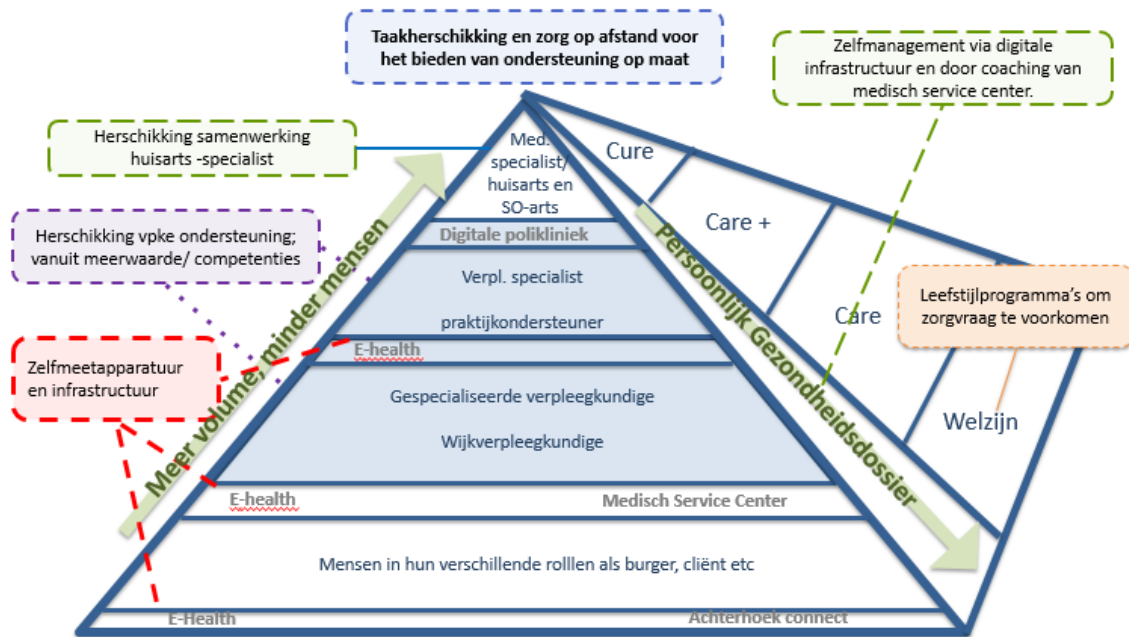 Taakherschikking en zorg op afstand voor
het bieden van ondersteuning op maat
Zelfmanagement via digitale
infrastructuur en door coaching van
medisch service center.
Herschikking samenwerking
huisarts -specialist
Herschikking vpke ondersteuning;
vanuit meerwaarde/ competenties
Zelfmeetapparatuur
en infrastructuur
Meer volume, minder mensen
Med.
specialist/
huisarts en
SO-arts
Digitale polikliniek
Verpl. specialist
praktijkondersteuner
E-health
Gespecialiseerde verpleegkundige
Wijkverpleegkundige
E-health
Medisch Service Center
Mensen in hun verschillende rolllen als burger, cliënt etc
E-Health
Achterhoek connect
Persoonlijk Gezondheidsdossier
Cure
Care +
Care
Welzijn
Leefstijlprogramma’s om
zorgvraag te voorkomen